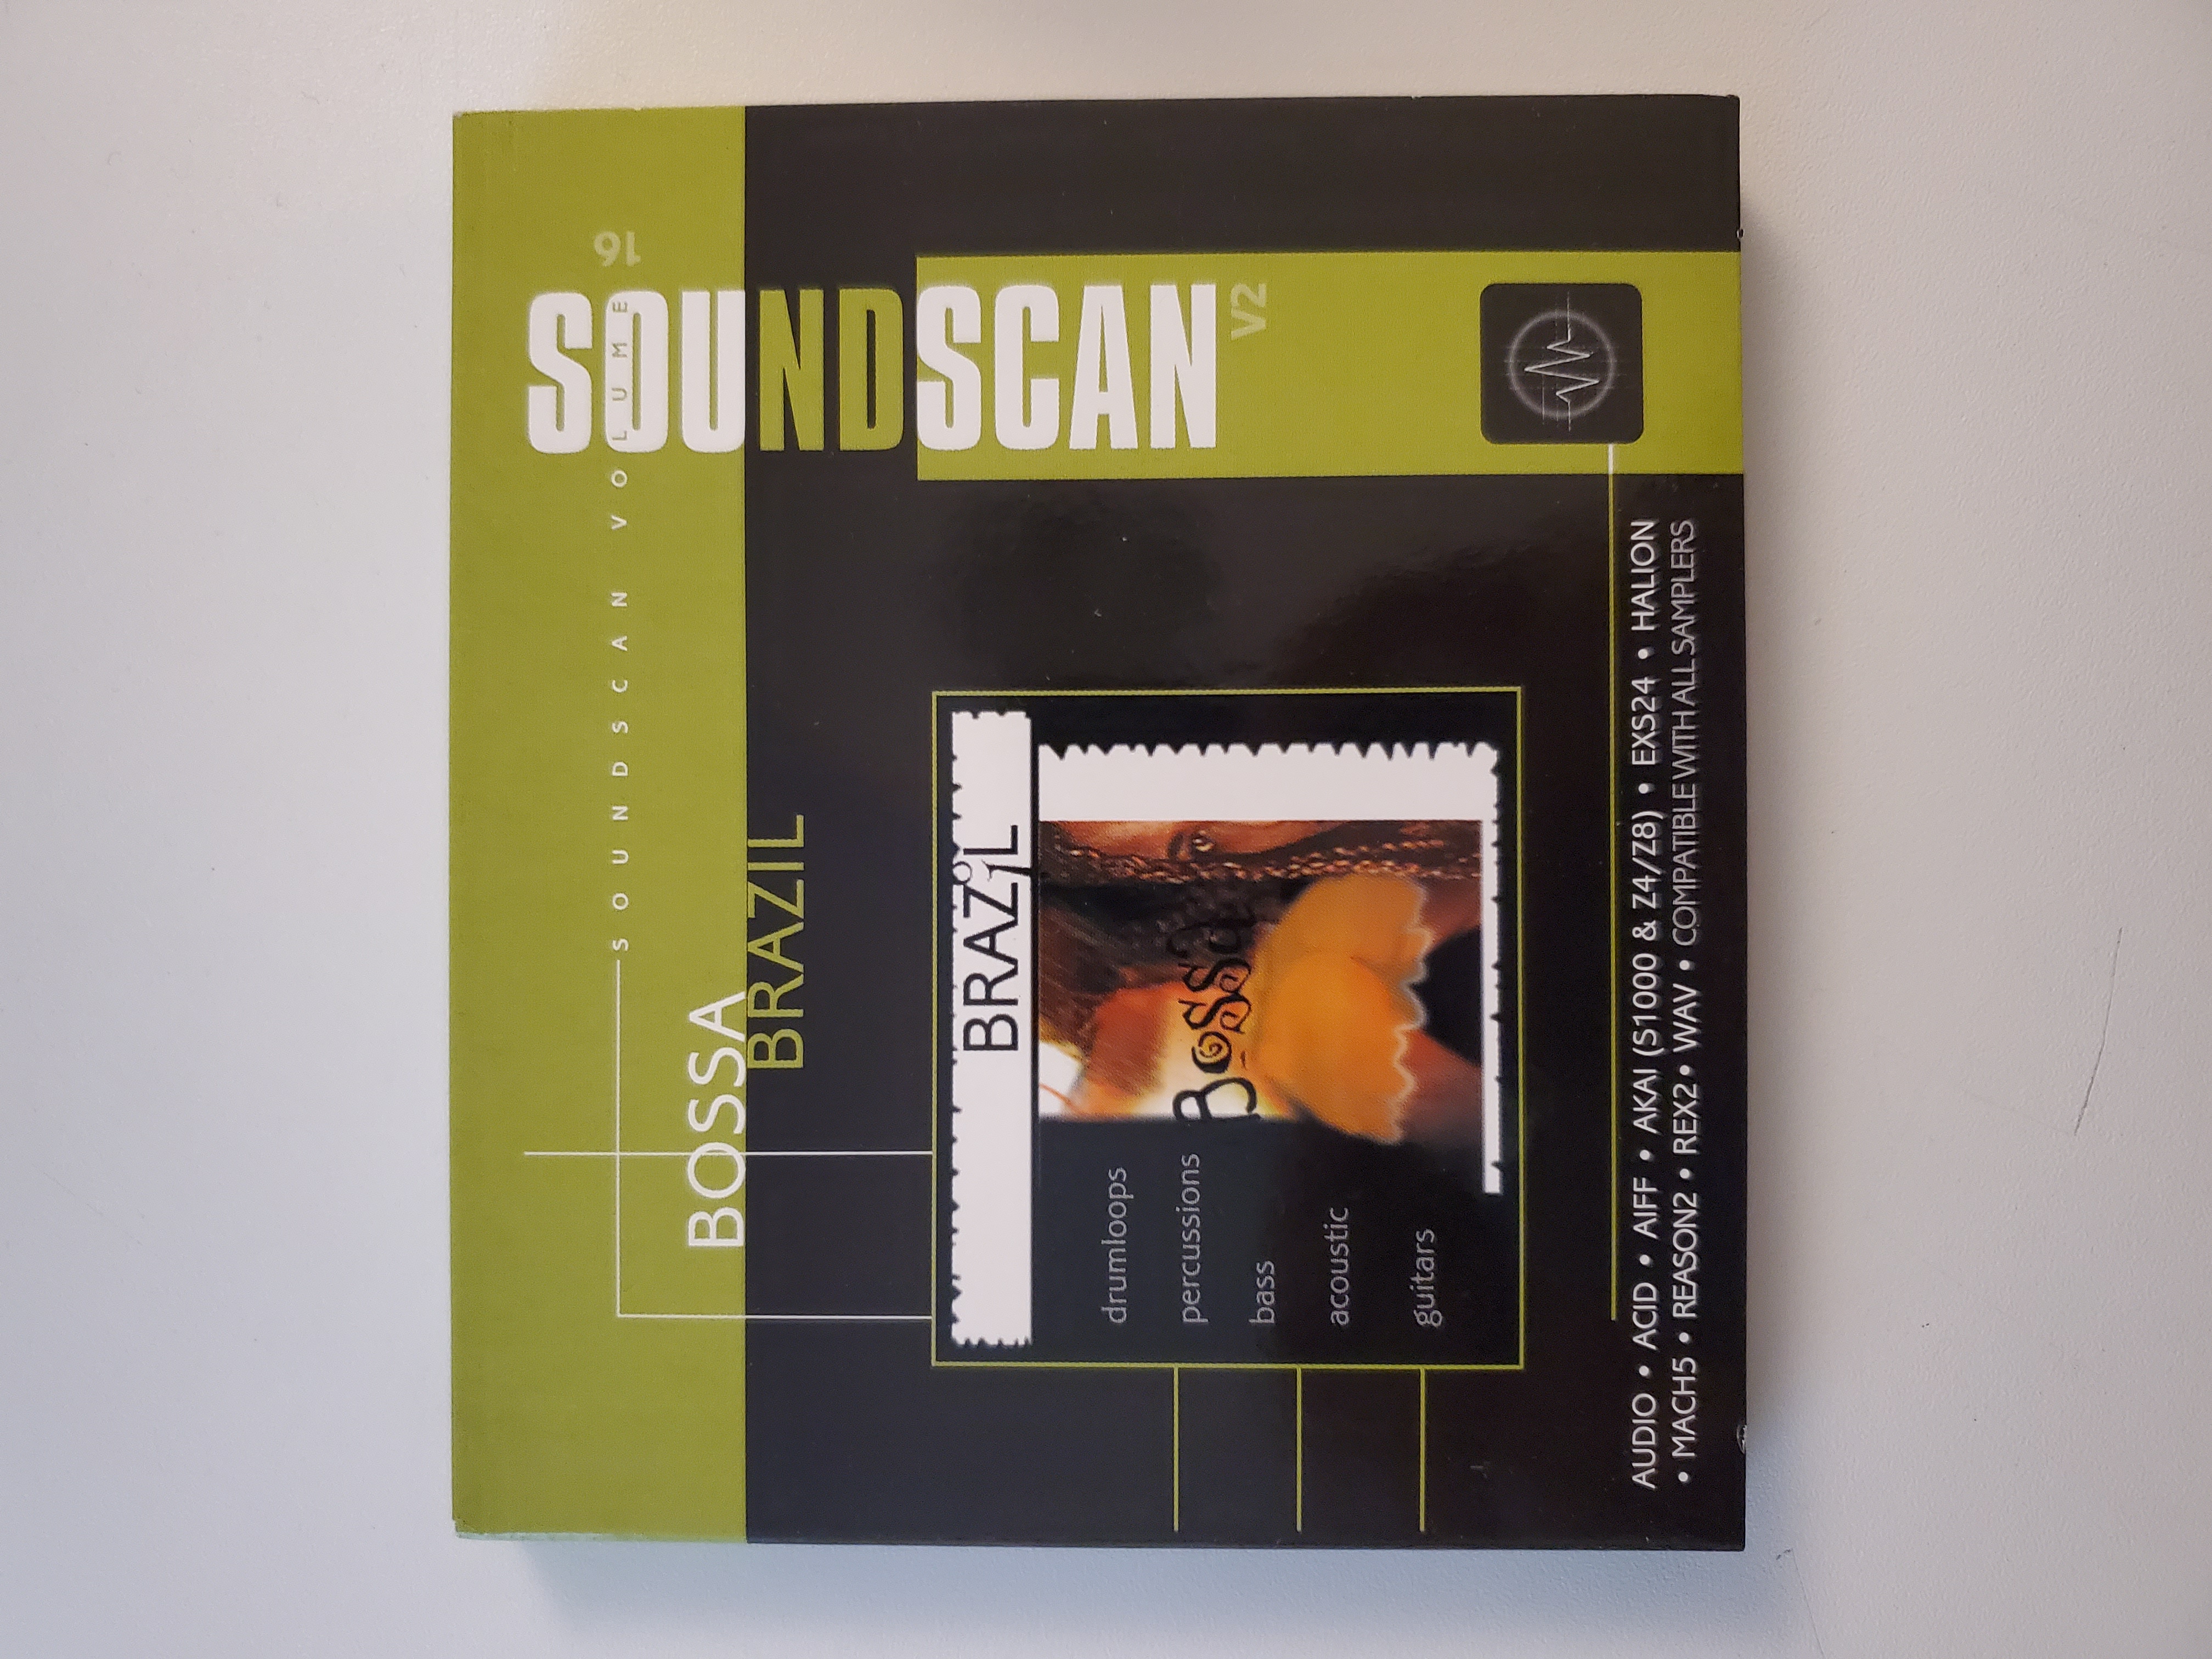 SOUNDSCAN VOLUME 16
SOUNDSCAN
V2
BOSSA
BRAZIL
BRAZIL
Bossa
drumloops
percussions
bass
acoustic
guitars
AUDIO • ACID • AIFF • AKAI (S1000 & Z4/Z8) • EXS24 • HALION
• MACH5 • REASON2 • REX2 • WAV • COMPATIBLE WITH ALL SAMPLERS